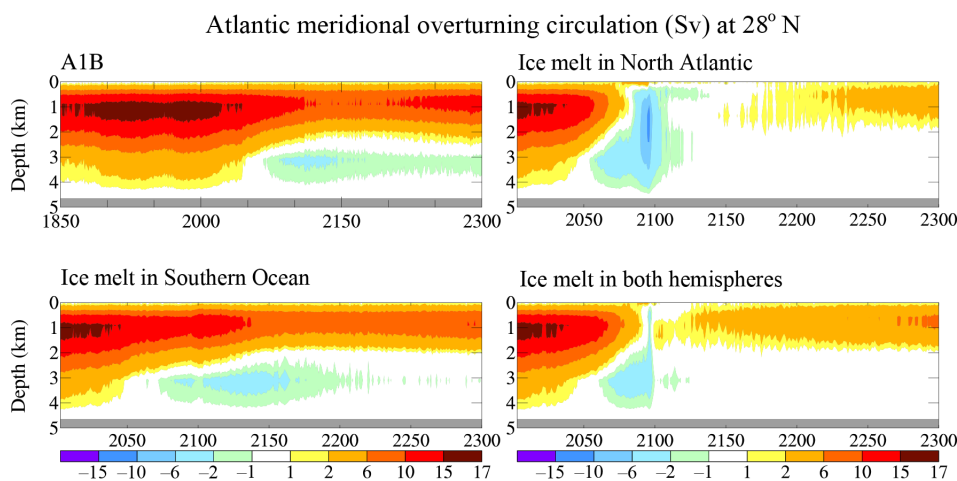 Atlantic meridional overturning circulation (Sv) at 28° N
A1B
Ice melt in North Atlantic
Depth (km)
0
1
2
3
4
5
1850 2000 2150 2300
0
1
2
3
4
5
2050 2100 2150 2200 2250 2300
Ice melt in Southern Ocean
Ice melt in both hemispheres
Depth (km)
0
1
2
3
4
5
2050 2100 2150 2200 2250 2300
0
1
2
3
4
5
2050 2100 2150 2200 2250 2300
−15 −10 −6 −2 −1 1 2 6 10 15 17
−15 −10 −6 −2 −1 1 2 6 10 15 17